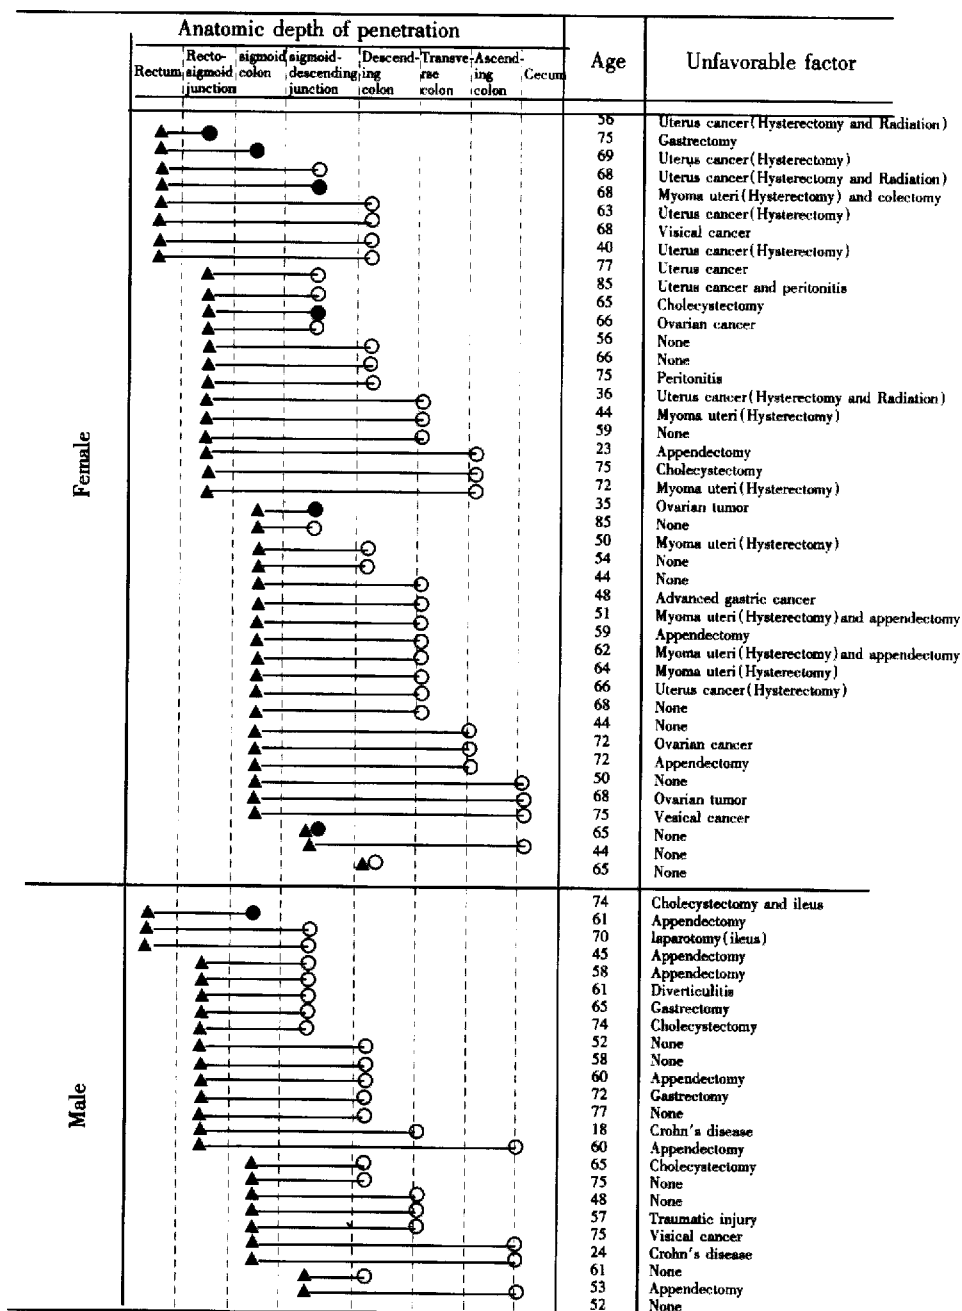 Anatomic depth of penetration
Age
Unfavorable factor
Rectum
Recto-
sigmoid
junction
sigmoid
colon
sigmoid-
descending
junction
Descend-
ing
colon
Transve-
rse
colon
Ascend-
ing
colon
Cecum
Female
56 Uterus cancer(Hysterectomy and Radiation)
75 Gastrectomy
69 Uterus cancer(Hysterectomy)
68 Uterus cancer(Hysterectomy and Radiation)
68 Myoma uteri(Hysterectomy) and colectomy
63 Uterus cancer(Hysterectomy)
68 Visical cancer
40 Uterus cancer(Hysterectomy)
77 Uterus cancer
85 Uterus cancer and peritonitis
65 Cholecystectomy
66 Ovarian cancer
56 None
66 None
75 Peritonitis
36 Uterus cancer(Hysterectomy and Radiation)
44 Myoma uteri(Hysterectomy)
59 None
23 Appendectomy
75 Cholecystectomy
72 Myoma uteri(Hysterectomy)
35 Ovarian tumor
85 None
50 Myoma uteri(Hysterectomy)
54 None
44 None
48 Advanced gastric cancer
51 Myoma uteri(Hysterectomy)and appendectomy
59 Appendectomy
62 Myoma uteri(Hysterectomy)and appendectomy
64 Myoma uteri(Hysterectomy)
66 Uterus cancer(Hysterectomy)
68 None
44 None
72 Ovarian cancer
72 Appendectomy
50 None
68 Ovarian tumor
75 Vesical cancer
65 None
44 None
65 None
Male
74 Cholecystectomy and ileus
61 Appendectomy
70 laparotomy(ileus)
45 Appendectomy
58 Appendectomy
61 Diverticulitis
65 Gastrectomy
74 Cholecystectomy
52 None
58 None
60 Appendectomy
72 Gastrectomy
77 None
18 Crohn's disease
60 Appendectomy
65 Cholecystectomy
75 None
48 None
57 Traumatic injury
75 Visical cancer
24 Crohn's disease
61 None
53 Appendectomy
52 None